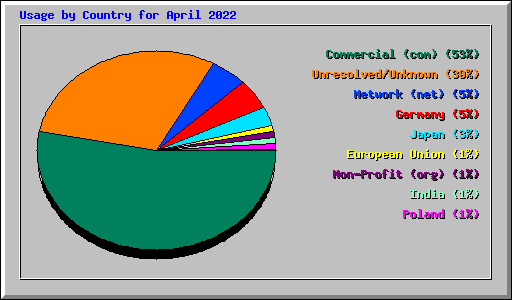 Usage by Country for April 2022
Commercial (com) (53%)
Unresolved/Unknown (30%)
Network (net) (5%)
Germany (5%)
Japan (3%)
European Union (1%)
Non-Profit (org) (1%)
India (1%)
Poland (1%)